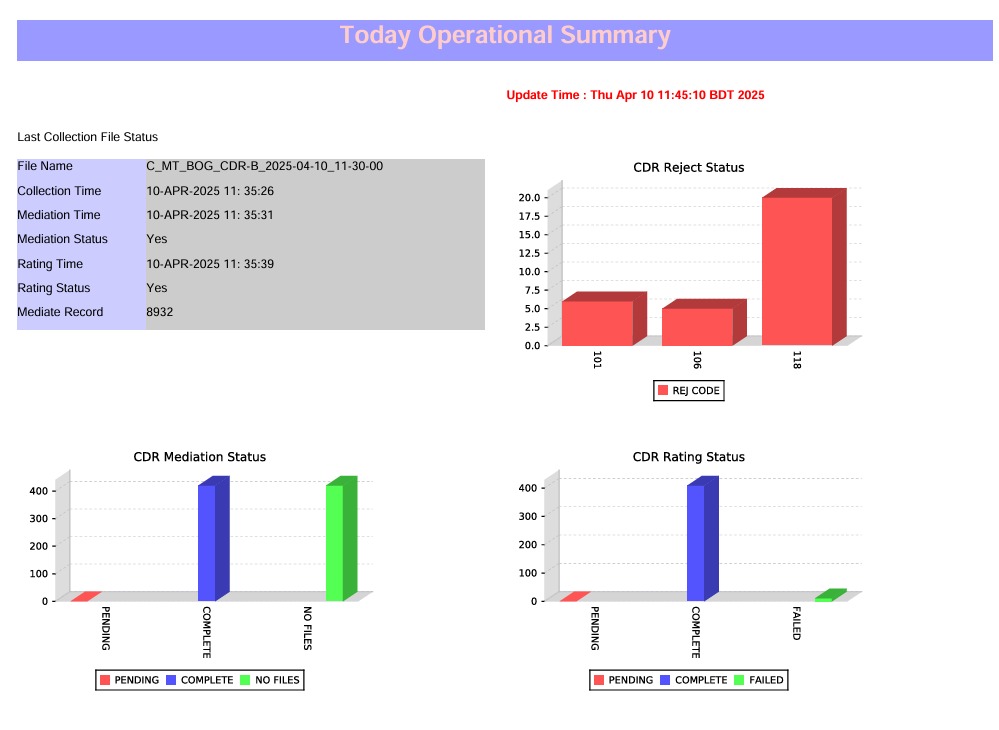 Today Operational Summary
Update Time : Thu Apr 10 11:45:10 BDT 2025
Last Collection File Status
File Name C_MT_BOG_CDR-B_2025-04-10_11-30-00
Collection Time 10-APR-2025 11: 35:26
Mediation Time 10-APR-2025 11: 35:31
Mediation Status Yes
Rating Time 10-APR-2025 11: 35:39
Rating Status Yes
Mediate Record 8932
CDR Reject Status
20.0
17.5
15.0
12.5
10.0
7.5
5.0
2.5
0.0
101 106 118
REJ CODE
CDR Mediation Status
400
300
200
100
0
PENDING COMPLETE NO FILES
PENDING COMPLETE NO FILES
CDR Rating Status
400
300
200
100
0
PENDING COMPLETE FAILED
PENDING COMPLETE FAILED